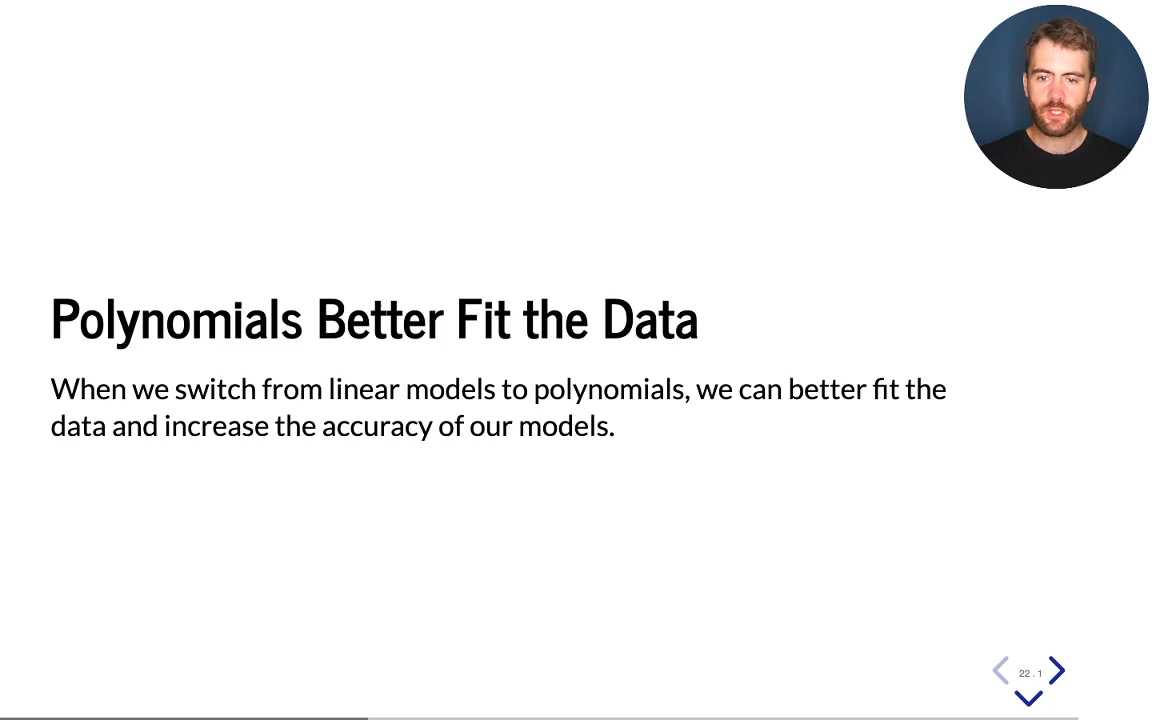 Polynomials Better Fit the Data
When we switch from linear models to polynomials, we can better fit the
data and increase the accuracy of our models.
22 . 1